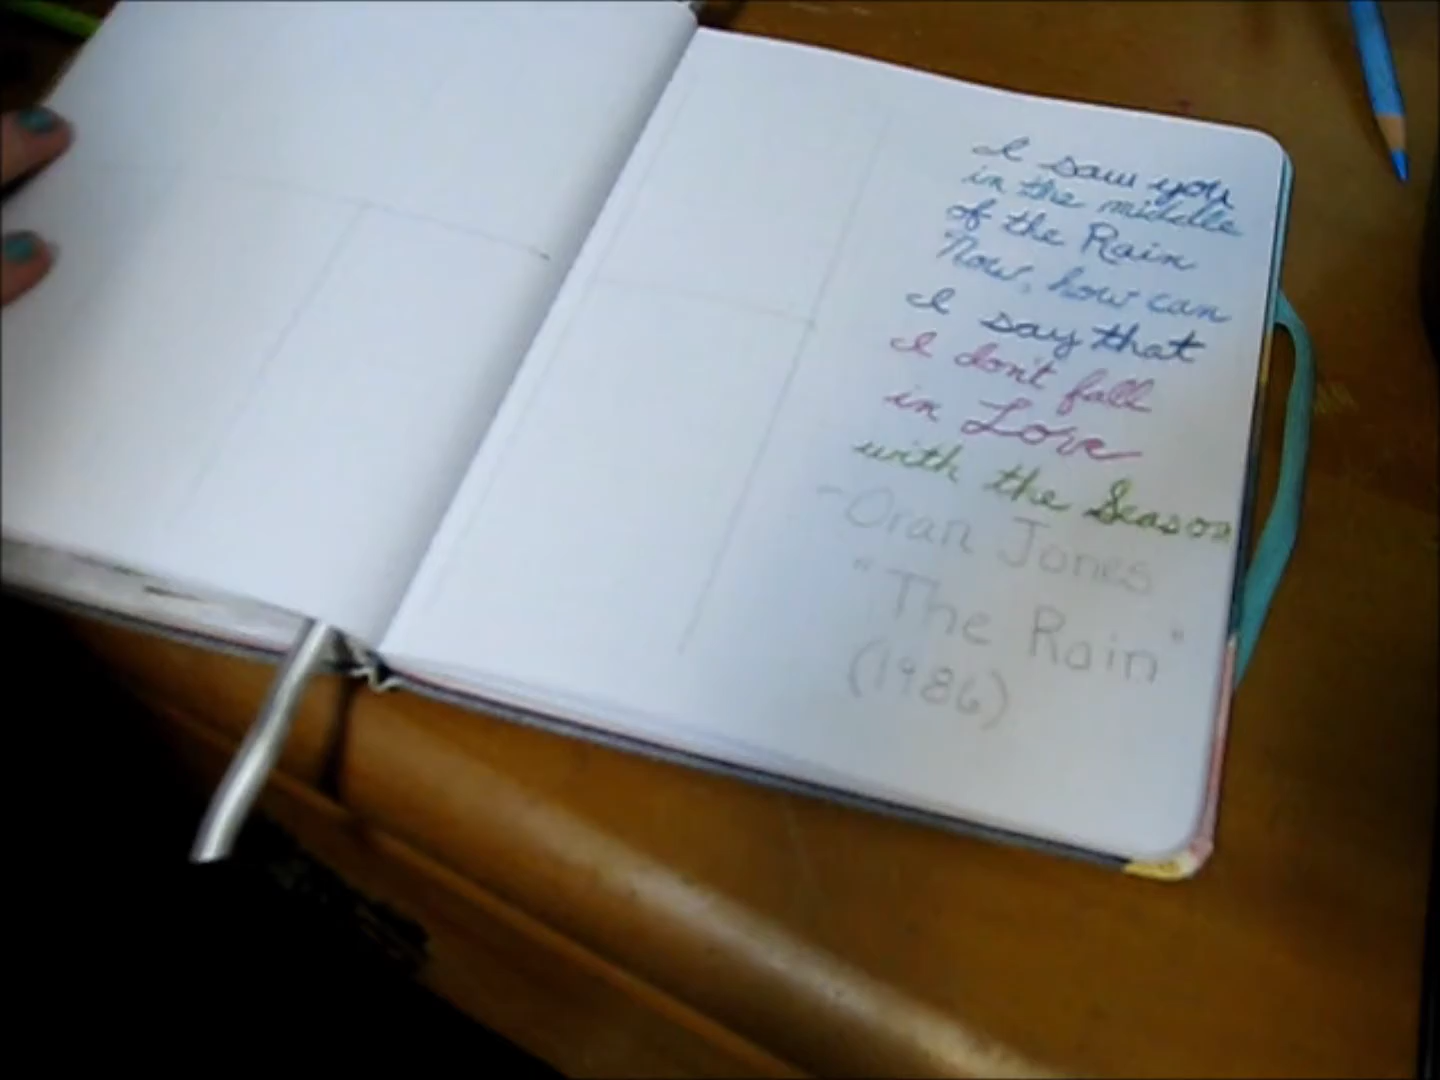 I saw you
in the middle
of the Rain
Now, how can
I say that
I don't fall
in Love
with the Season
-Oran Jones
"The Rain"
(1986)